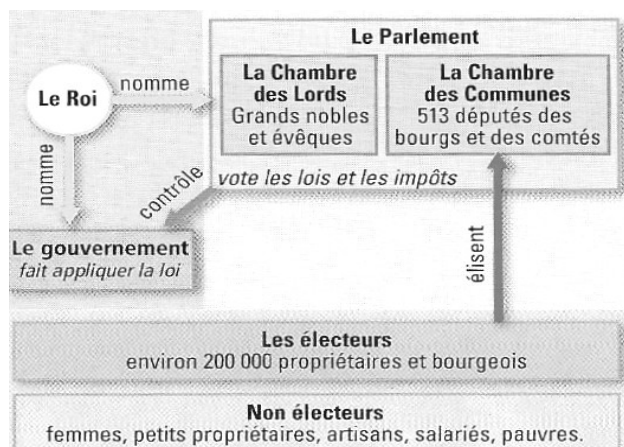 Le Parlement
Le Roi
nomme
La Chambre
des Lords
Grands nobles
et évêques
La Chambre
des Communes
513 députés des
bourgs et des comtés
nomme
contrôle
vote les lois et les impôts
Le gouvernement
fait appliquer la loi
élisent
Les électeurs
environ 200 000 propriétaires et bourgeois
Non électeurs
femmes, petits propriétaires, artisans, salariés, pauvres.